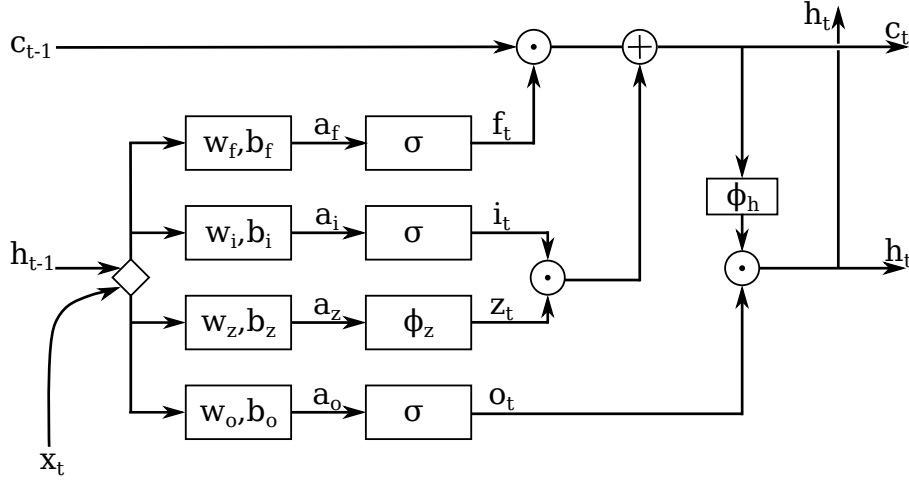 h_t
c_{t-1} c_t
w_f,b_f a_f σ f_t
ϕ_h
w_i,b_i a_i σ i_t
h_{t-1} h_t
w_z,b_z a_z ϕ_z z_t
w_o,b_o a_o σ o_t
x_t